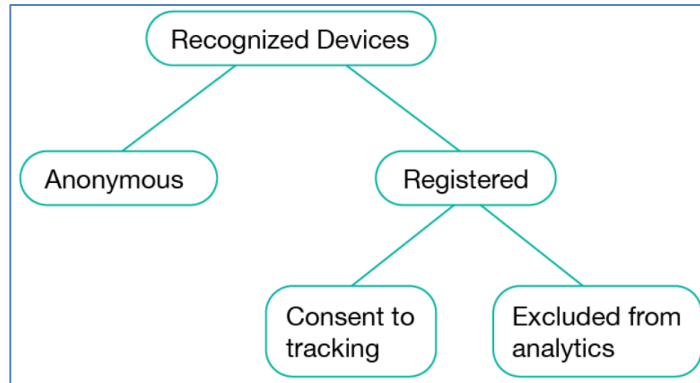 Recognized Devices
Anonymous
Registered
Consent to
tracking
Excluded from
analytics